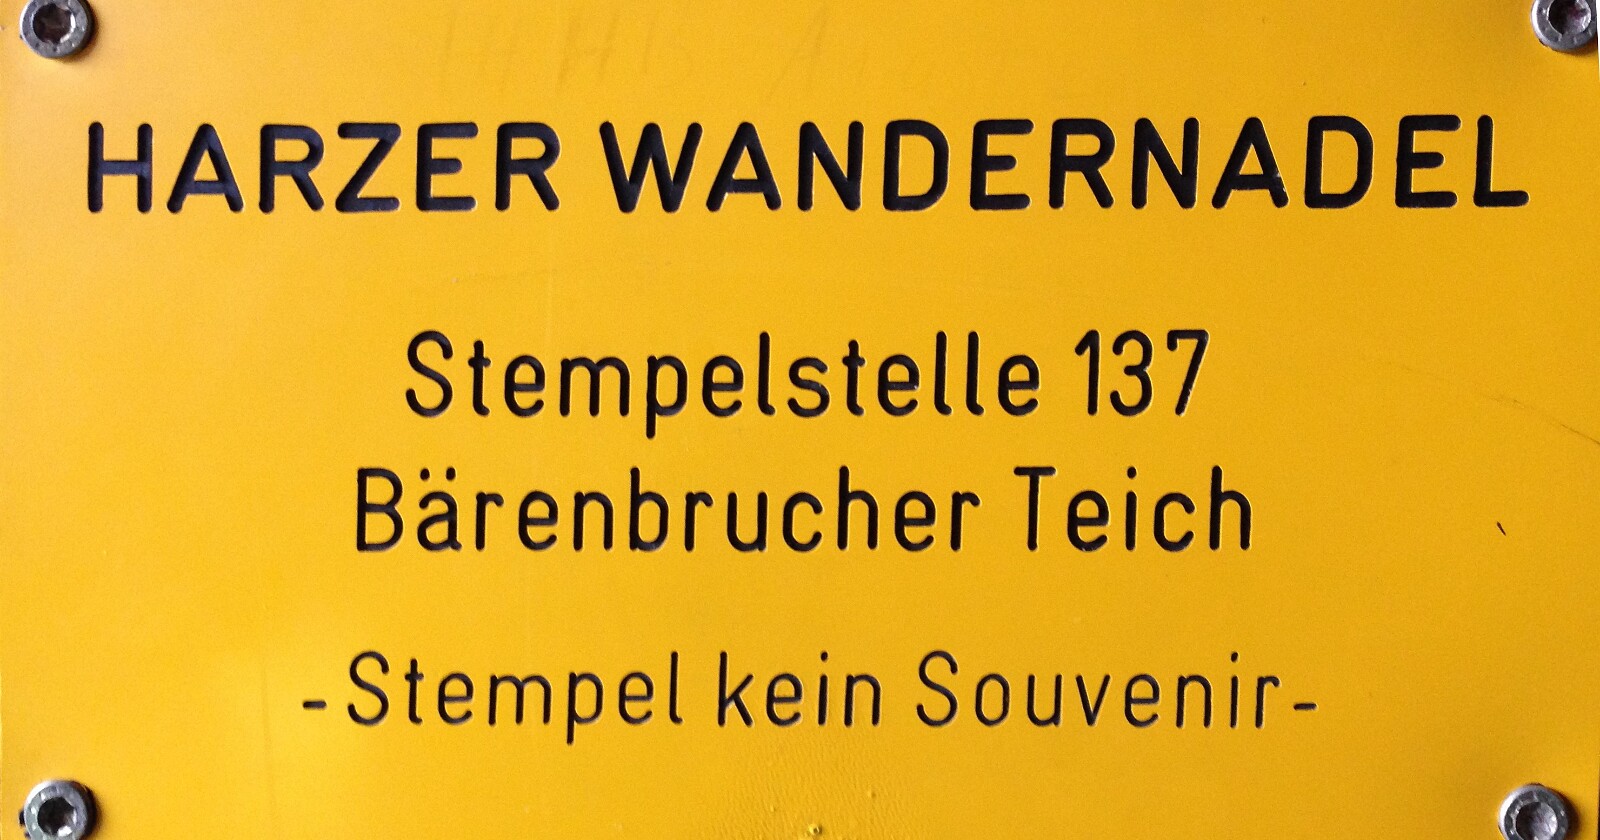 HARZER WANDERNADEL
Stempelstelle 137
Bärenbrucher Teich
-Stempel kein Souvenir-